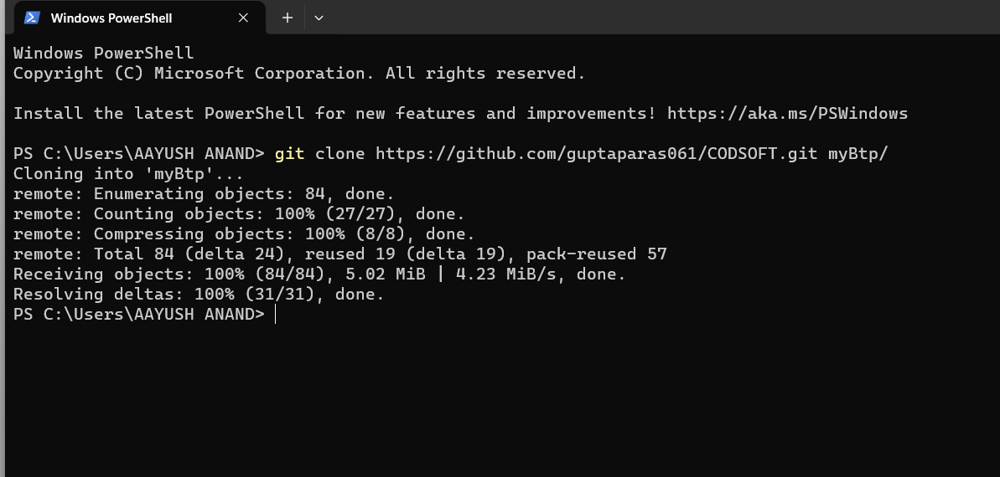 Windows PowerShell
Windows PowerShell
Copyright (C) Microsoft Corporation. All rights reserved.
Install the latest PowerShell for new features and improvements! https://aka.ms/PSWindows
PS C:\Users\AAYUSH ANAND> git clone https://github.com/guptaparas061/CODSOFT.git myBtp/
Cloning into 'myBtp'...
remote: Enumerating objects: 84, done.
remote: Counting objects: 100% (27/27), done.
remote: Compressing objects: 100% (8/8), done.
remote: Total 84 (delta 24), reused 19 (delta 19), pack-reused 57
Receiving objects: 100% (84/84), 5.02 MiB | 4.23 MiB/s, done.
Resolving deltas: 100% (31/31), done.
PS C:\Users\AAYUSH ANAND>